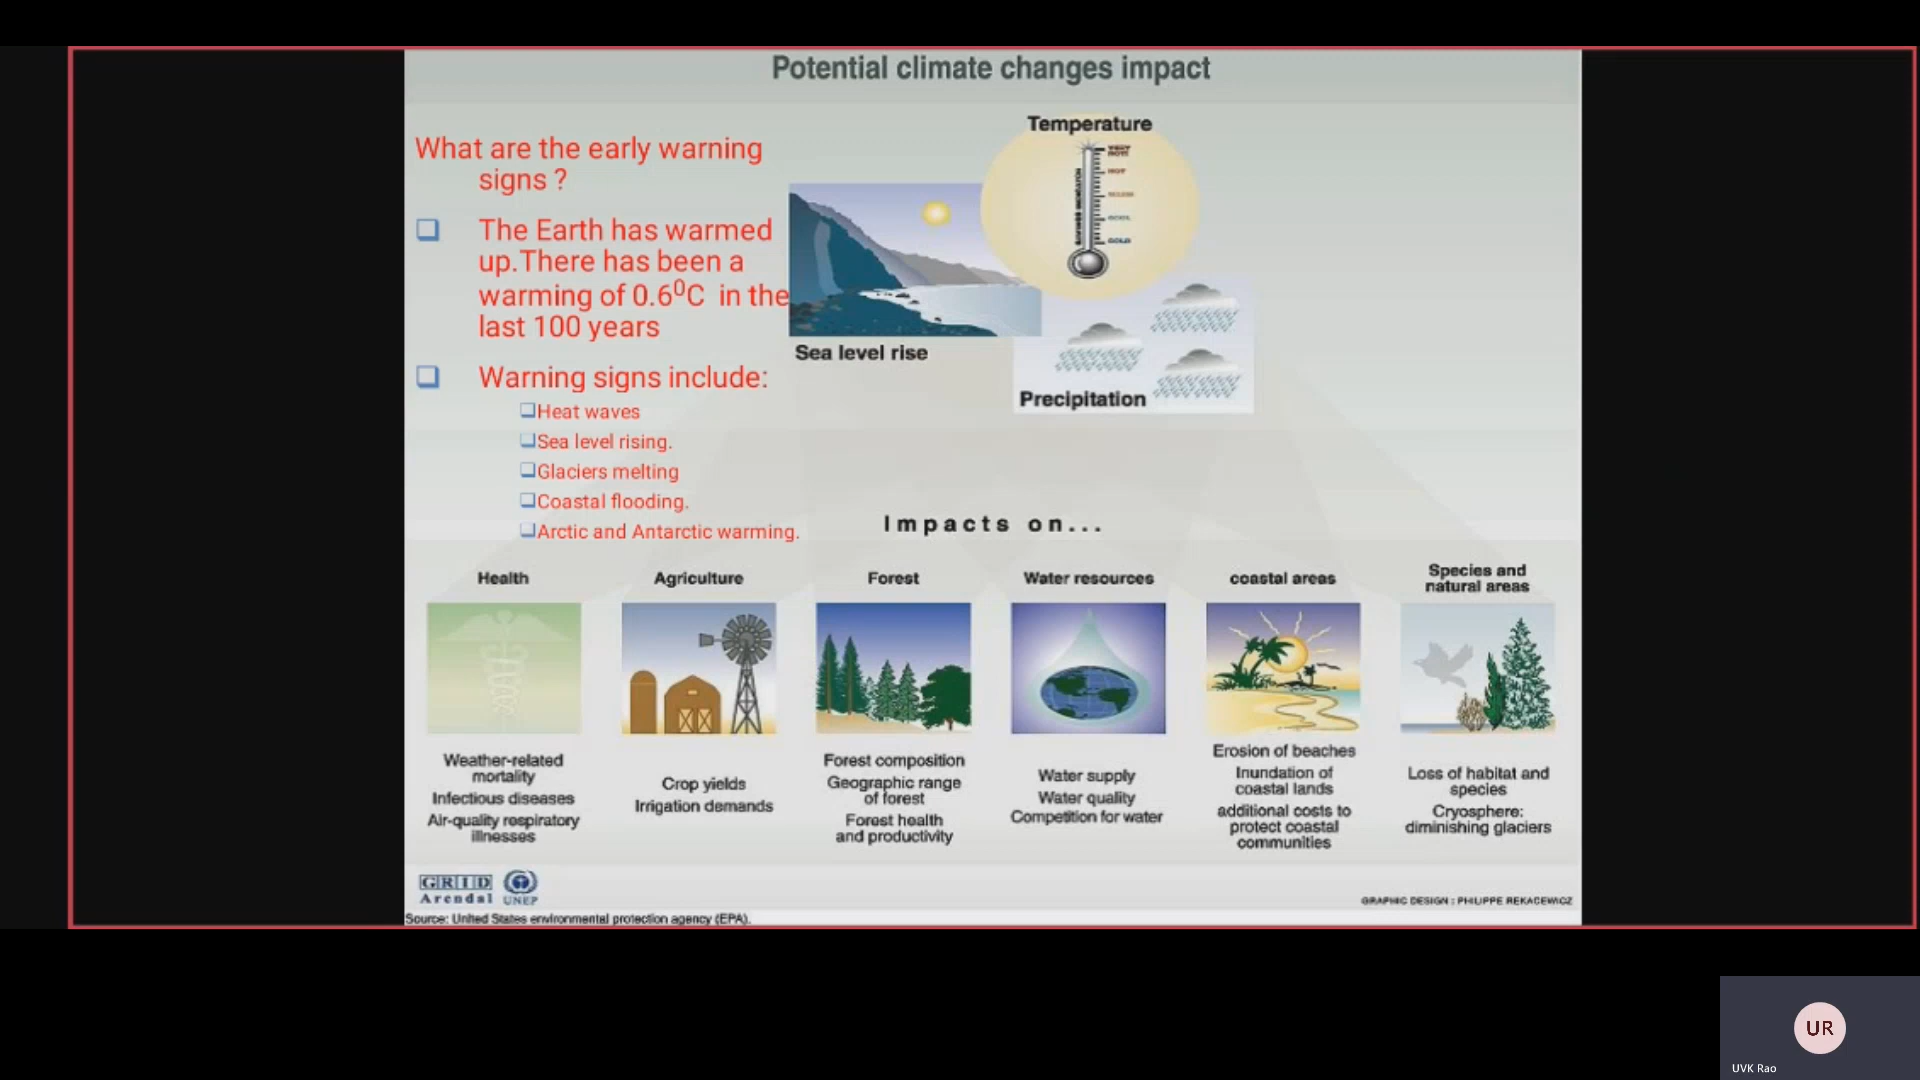 Potential climate changes impact
What are the early warning
signs ?
❑ The Earth has warmed
up.There has been a
warming of 0.6⁰C in the
last 100 years
❑ Warning signs include:
❑Heat waves
❑Sea level rising.
❑Glaciers melting
❑Coastal flooding.
❑Arctic and Antarctic warming.
Temperature
VERY
HOT!
HOT
COOL
COLD
Sea level rise
Precipitation
Impacts on...
Health
Weather-related
mortality
Infectious diseases
Air-quality respiratory
illnesses
Agriculture
Crop yields
Irrigation demands
Forest
Forest composition
Geographic range
of forest
Forest health
and productivity
Water resources
Water supply
Water quality
Competition for water
coastal areas
Erosion of beaches
Inundation of
coastal lands
additional costs to
protect coastal
communities
Species and
natural areas
Loss of habitat and
species
Cryosphere:
diminishing glaciers
GRID
Arendal
UNEP
GRAPHIC DESIGN : PHILIPPE REKACEWICZ
Source: United States environmental protection agency (EPA).
UR
UVK Rao